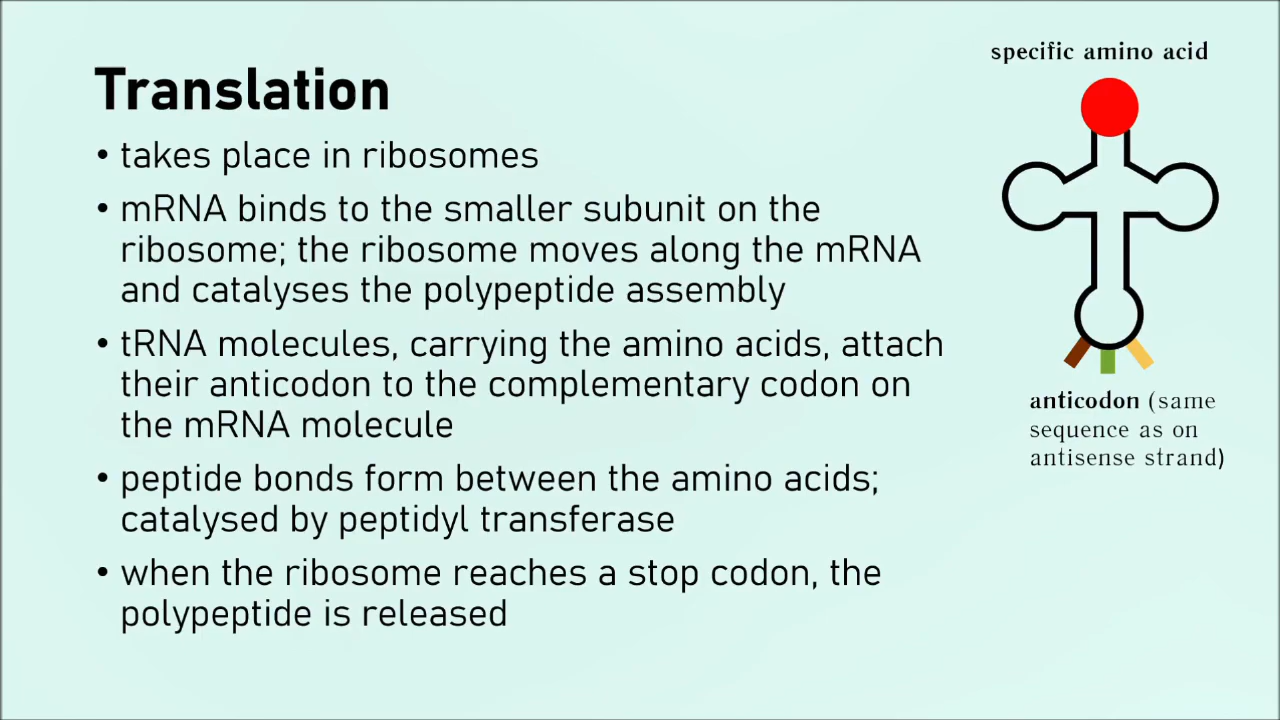 Translation
• takes place in ribosomes
• mRNA binds to the smaller subunit on the
ribosome; the ribosome moves along the mRNA
and catalyses the polypeptide assembly
• tRNA molecules, carrying the amino acids, attach
their anticodon to the complementary codon on
the mRNA molecule
• peptide bonds form between the amino acids;
catalysed by peptidyl transferase
• when the ribosome reaches a stop codon, the
polypeptide is released
specific amino acid
anticodon (same
sequence as on
antisense strand)